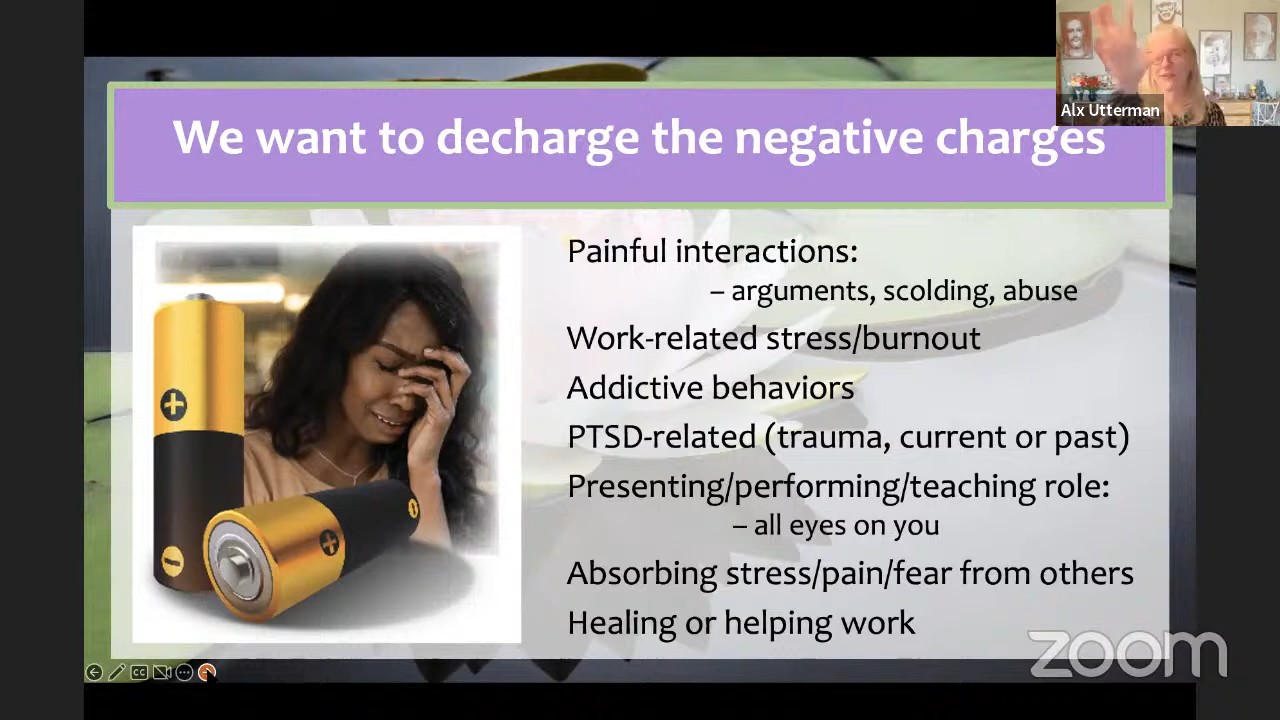 Alx Utterman
We want to decharge the negative charges
Painful interactions:
– arguments, scolding, abuse
Work-related stress/burnout
Addictive behaviors
PTSD-related (trauma, current or past)
Presenting/performing/teaching role:
– all eyes on you
Absorbing stress/pain/fear from others
Healing or helping work
zoom
CC